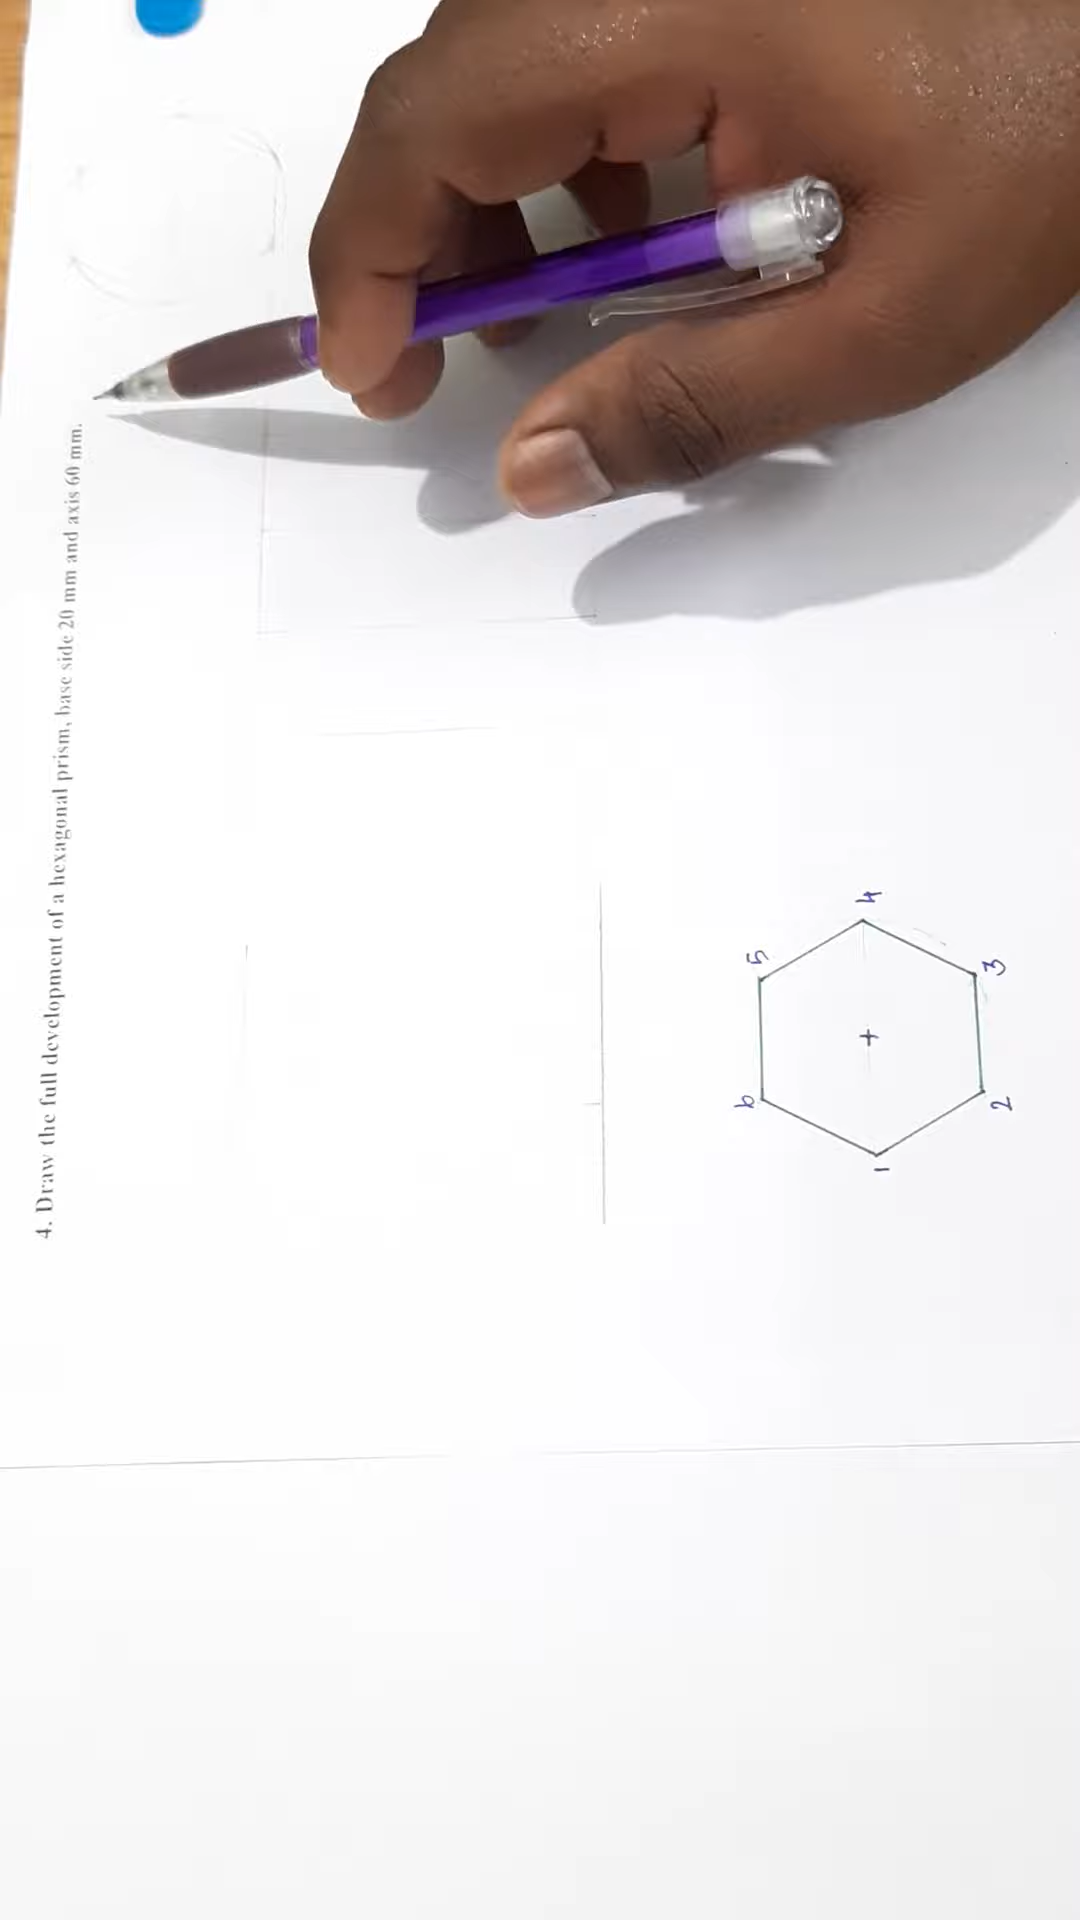 4. Draw the full development of a hexagonal prism, base side 20 mm and axis 60 mm.
6 5
1 + 4
2 3